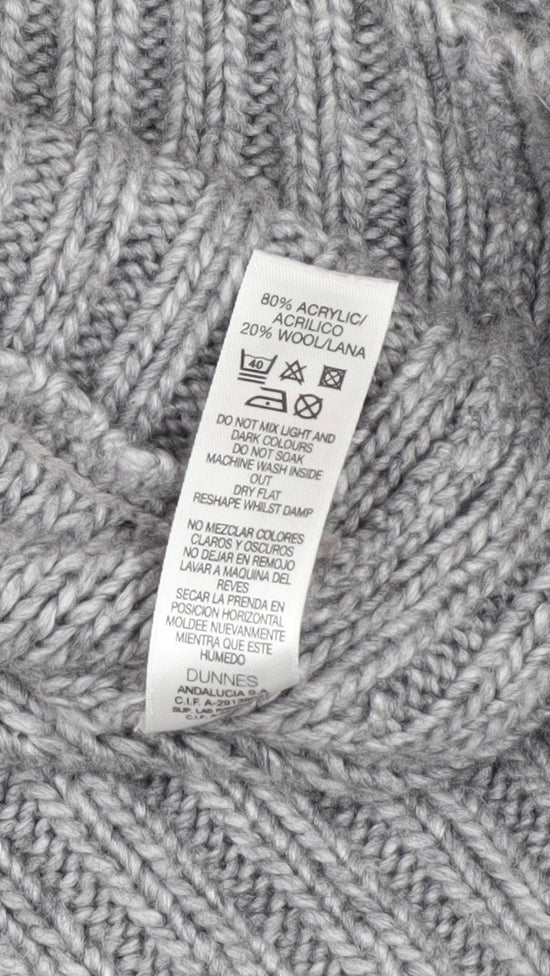 80% ACRYLIC/
ACRILICO
20% WOOL/LANA
40
DO NOT MIX LIGHT AND
DARK COLOURS
DO NOT SOAK
MACHINE WASH INSIDE
OUT
DRY FLAT
RESHAPE WHILST DAMP
NO MEZCLAR COLORES
CLAROS Y OSCUROS
NO DEJAR EN REMOJO
LAVAR A MAQUINA DEL
REVES
SECAR LA PRENDA EN
POSICION HORIZONTAL
MOLDEE NUEVAMENTE
MIENTRA QUE ESTE
HUMEDO
DUNNES
ANDALUCIA S.A
C.I.F.
SUP. LAS
C.I.F.